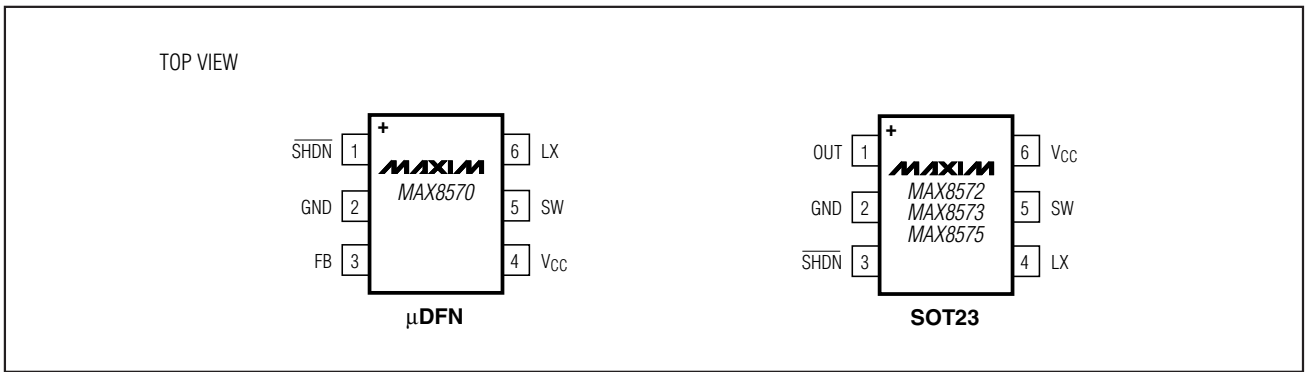 TOP VIEW
+
SHDN 1
6 LX
MAXIM
MAX8570
GND 2
5 SW
FB 3
4 VCC
µDFN
+
OUT 1
6 VCC
MAXIM
MAX8572
GND 2
5 SW
MAX8573
MAX8575
SHDN 3
4 LX
SOT23